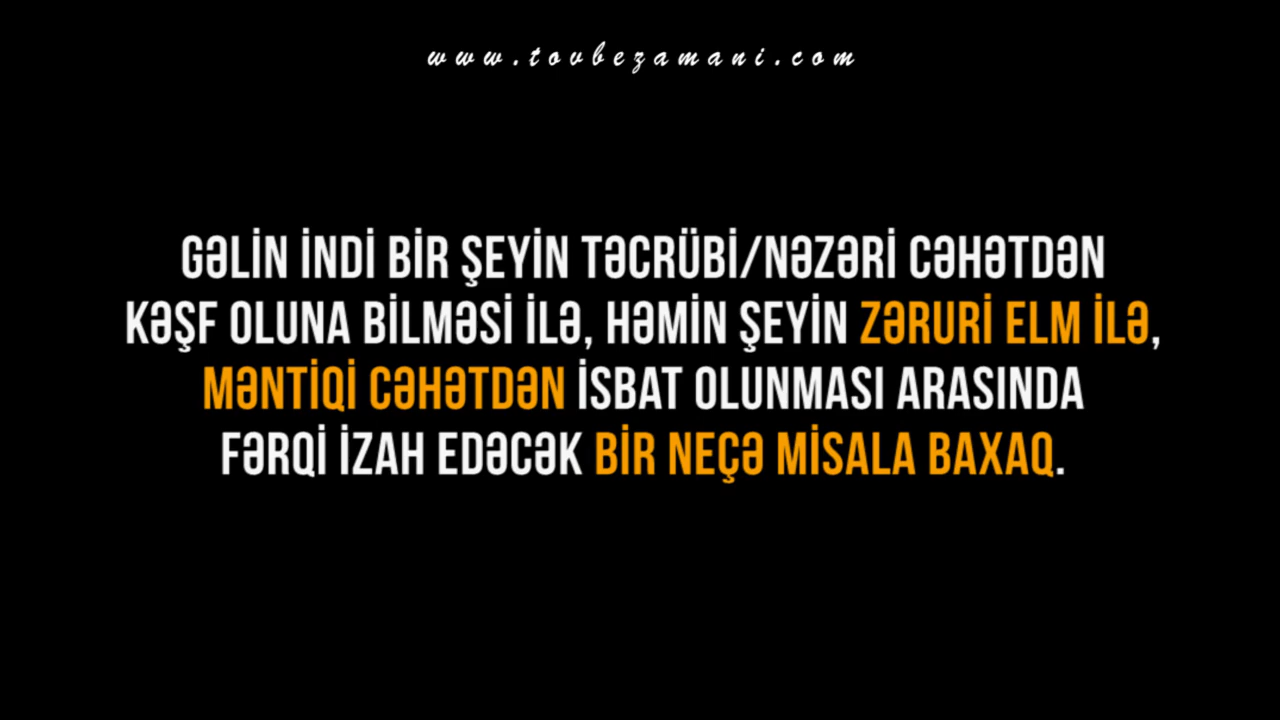 www.tovbezamani.com
GƏLİN İNDİ BİR ŞEYİN TƏCRÜBİ/NƏZƏRİ CƏHƏTDƏN
KƏŞF OLUNA BİLMƏSİ İLƏ, HƏMİN ŞEYİN ZƏRURİ ELM İLƏ,
MƏNTİQİ CƏHƏTDƏN İSBAT OLUNMASI ARASINDA
FƏRQİ İZAH EDƏCƏK BİR NEÇƏ MİSALA BAXAQ.